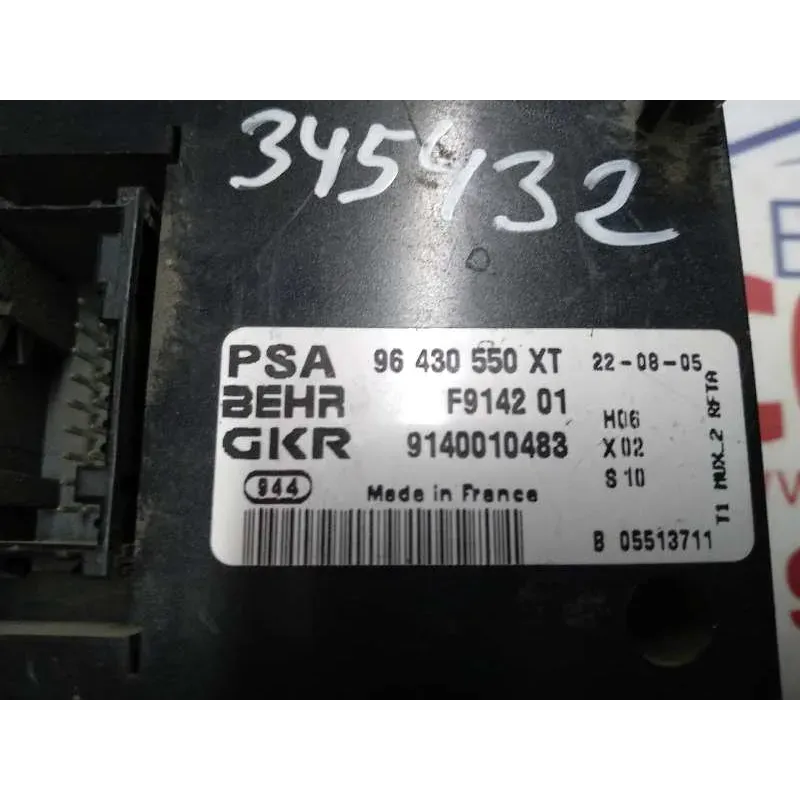 345432
PSA 96 430 550 XT 22-08-05
BEHR F9142 01 H06
GKR 9140010483 X02
944 Made in France S 10
B 05513711
T1 MUX_2 RFTA